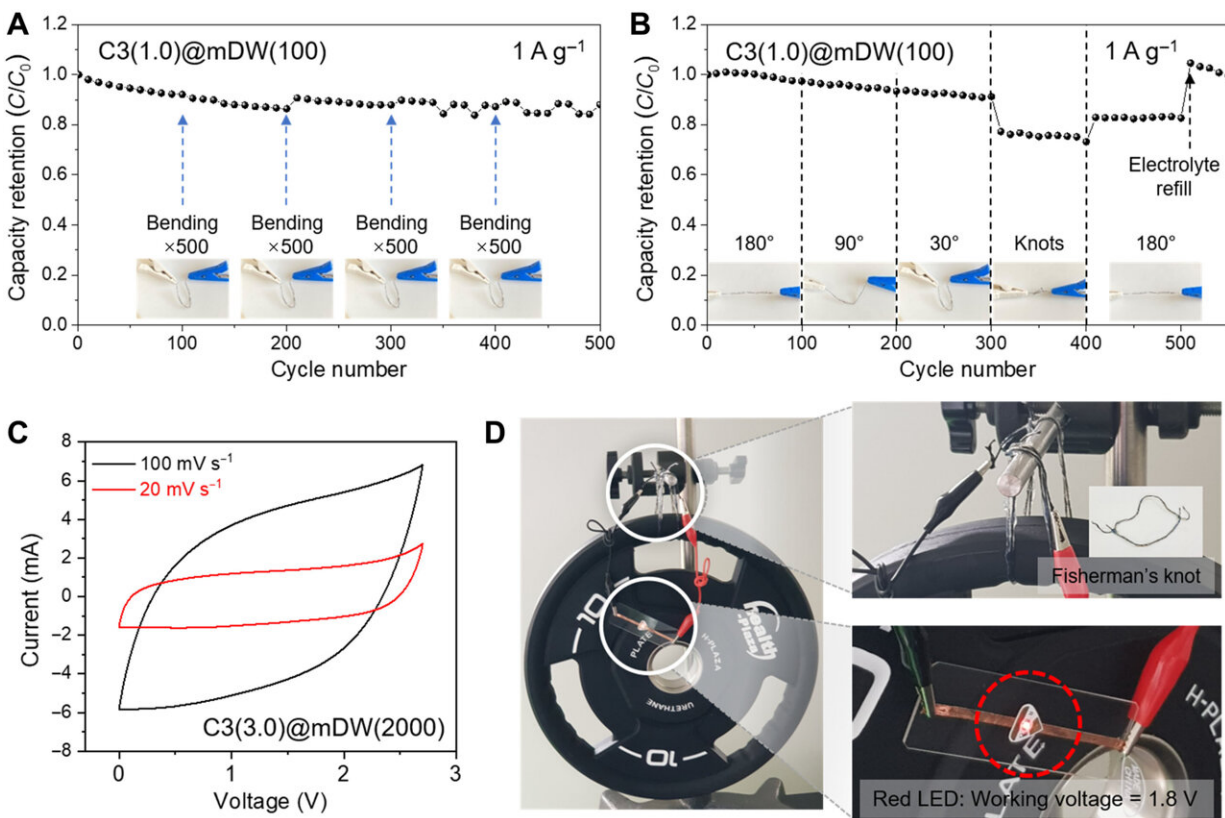 A
C3(1.0)@mDW(100)
1 A g⁻¹
Capacity retention (C/C₀)
1.2
1.0
0.8
0.6
0.4
0.2
0.0
Bending
×500
Bending
×500
Bending
×500
Bending
×500
0 100 200 300 400 500
Cycle number
B
C3(1.0)@mDW(100)
1 A g⁻¹
Capacity retention (C/C₀)
1.2
1.0
0.8
0.6
0.4
0.2
0.0
Electrolyte
refill
180°
90°
30°
Knots
180°
0 100 200 300 400 500
Cycle number
C
100 mV s⁻¹
20 mV s⁻¹
Current (mA)
8
6
4
2
0
−2
−4
−6
−8
C3(3.0)@mDW(2000)
0 1 2 3
Voltage (V)
D
10
health
Plaza
PLATE
H-PLAZA
URETHANE
10
Fisherman's knot
H-PLAZ
LATE
Red LED: Working voltage = 1.8 V